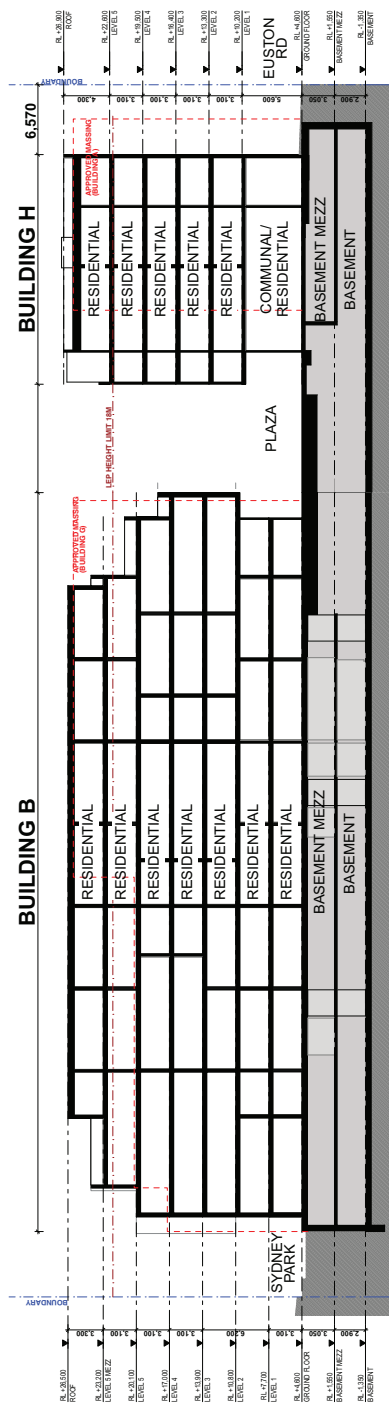 BUILDING B
BUILDING H
6,570
BOUNDARY
BOUNDARY
APPROVED MASSING
(BUILDING G)
LEP HEIGHT LIMIT 18M
SYDNEY
PARK
PLAZA
EUSTON
RD
RESIDENTIAL
RESIDENTIAL
RESIDENTIAL
RESIDENTIAL
RESIDENTIAL
RESIDENTIAL
RESIDENTIAL
BASEMENT MEZZ
BASEMENT
RESIDENTIAL
RESIDENTIAL
RESIDENTIAL
RESIDENTIAL
RESIDENTIAL
COMMUNAL/
RESIDENTIAL
BASEMENT MEZZ
BASEMENT
RL +26,500
ROOF
RL +23,200
LEVEL 5 MEZZ
RL +20,100
LEVEL 5
RL +17,000
LEVEL 4
RL +13,900
LEVEL 3
RL +10,800
LEVEL 2
RL +7,700
LEVEL 1
RL +4,600
GROUND FLOOR
RL +1,550
BASEMENT MEZZ
RL -1,350
BASEMENT
3,300
3,100
3,100
3,100
6,200
3,100
3,050
2,900
RL +26,900
ROOF
RL +22,600
LEVEL 5
RL +19,500
LEVEL 4
RL +16,400
LEVEL 3
RL +13,300
LEVEL 2
RL +10,200
LEVEL 1
RL +4,600
GROUND FLOOR
RL +1,550
BASEMENT MEZZ
RL -1,350
BASEMENT
4,300
3,100
3,100
3,100
3,100
5,600
3,050
2,900
APPROVED MASSING